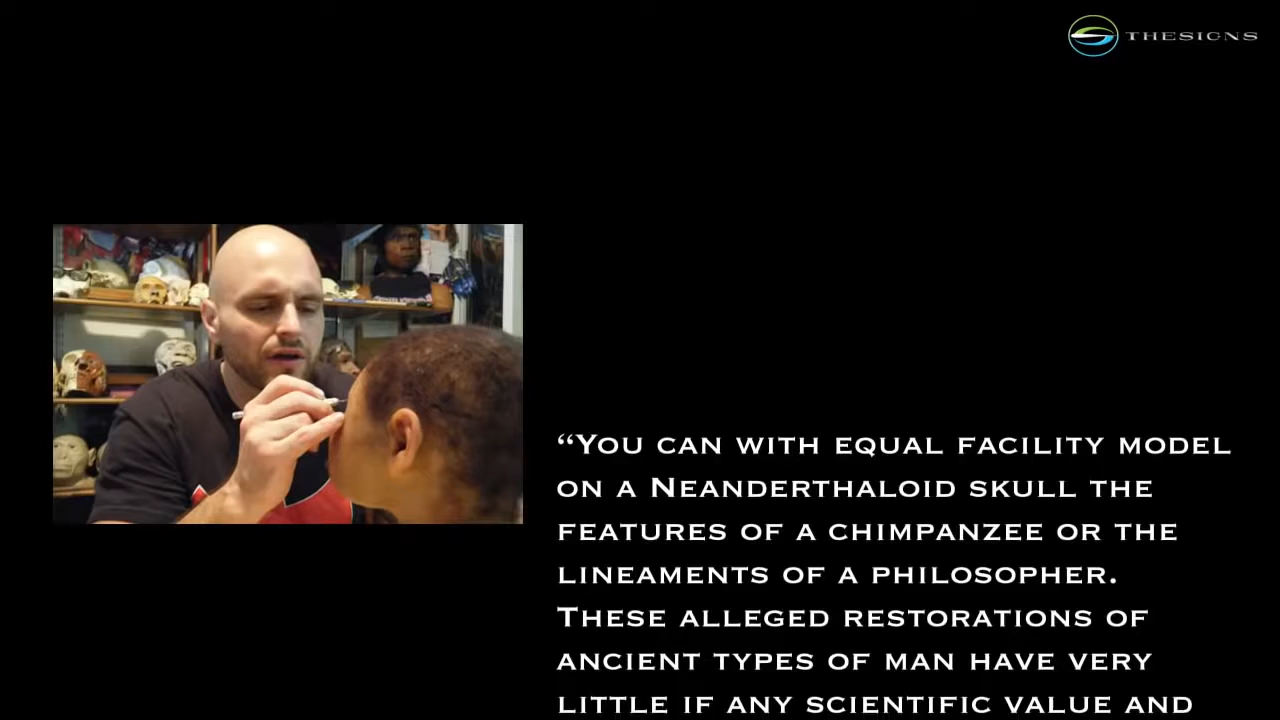 THESIGNS
“YOU CAN WITH EQUAL FACILITY MODEL
ON A NEANDERTHALOID SKULL THE
FEATURES OF A CHIMPANZEE OR THE
LINEAMENTS OF A PHILOSOPHER.
THESE ALLEGED RESTORATIONS OF
ANCIENT TYPES OF MAN HAVE VERY
LITTLE IF ANY SCIENTIFIC VALUE AND